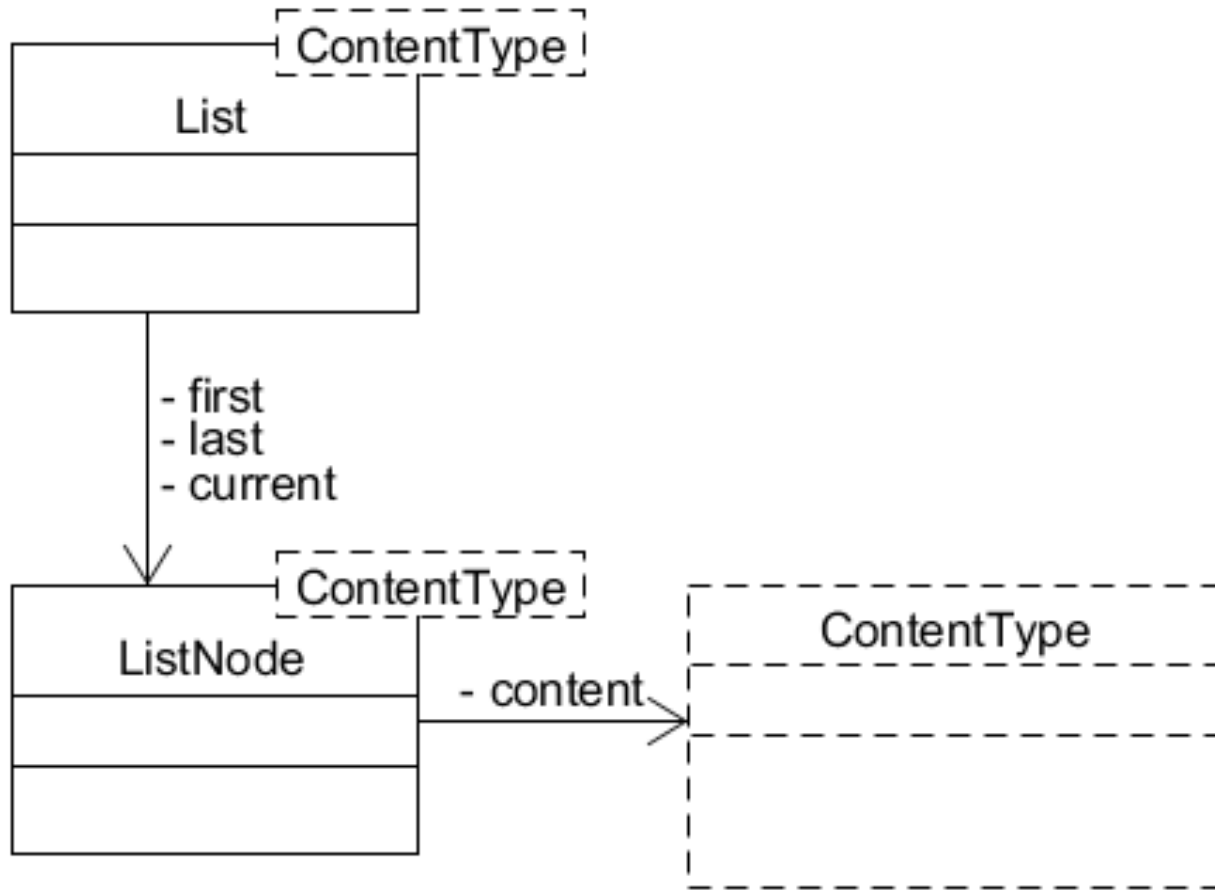 ContentType
List
- first
- last
- current
ContentType
ListNode
- content
ContentType